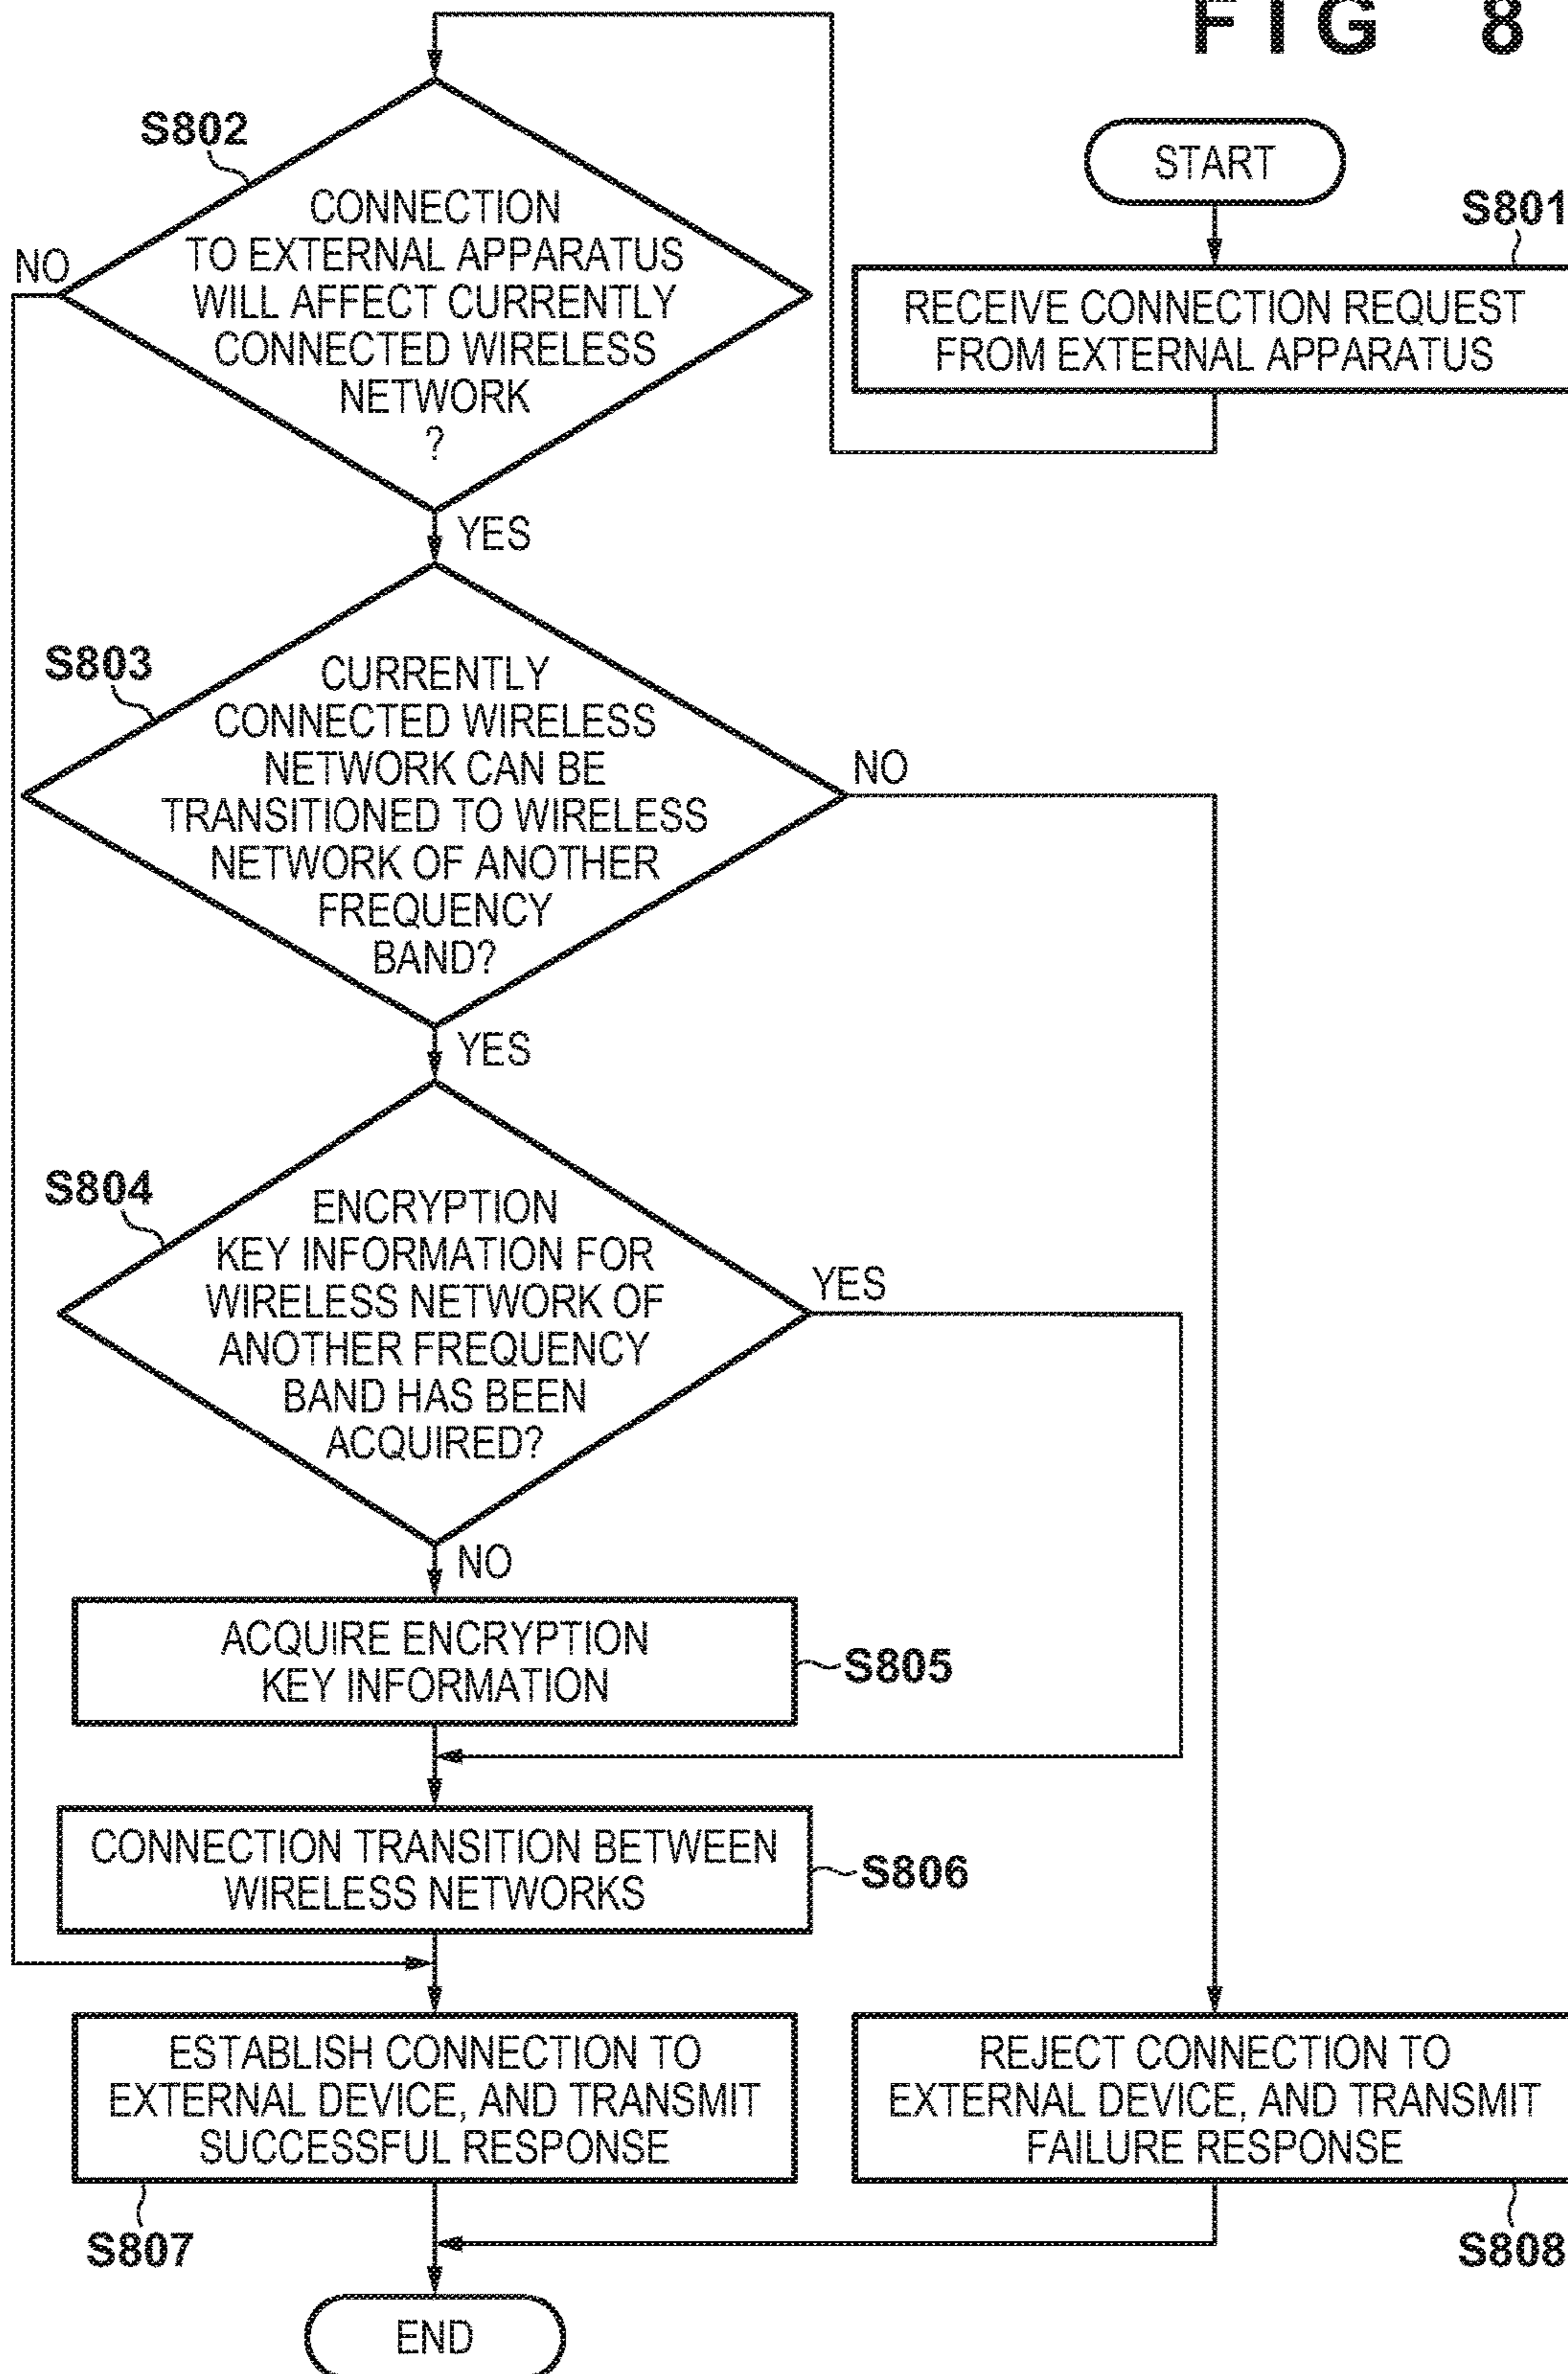 FIG 8
START
S801
RECEIVE CONNECTION REQUEST
FROM EXTERNAL APPARATUS
S802
CONNECTION
TO EXTERNAL APPARATUS
WILL AFFECT CURRENTLY
CONNECTED WIRELESS
NETWORK
?
NO
YES
S803
CURRENTLY
CONNECTED WIRELESS
NETWORK CAN BE
TRANSITIONED TO WIRELESS
NETWORK OF ANOTHER
FREQUENCY
BAND?
NO
YES
S804
ENCRYPTION
KEY INFORMATION FOR
WIRELESS NETWORK OF
ANOTHER FREQUENCY
BAND HAS BEEN
ACQUIRED?
YES
NO
ACQUIRE ENCRYPTION
KEY INFORMATION
S805
CONNECTION TRANSITION BETWEEN
WIRELESS NETWORKS
S806
ESTABLISH CONNECTION TO
EXTERNAL DEVICE, AND TRANSMIT
SUCCESSFUL RESPONSE
S807
REJECT CONNECTION TO
EXTERNAL DEVICE, AND TRANSMIT
FAILURE RESPONSE
S808
END